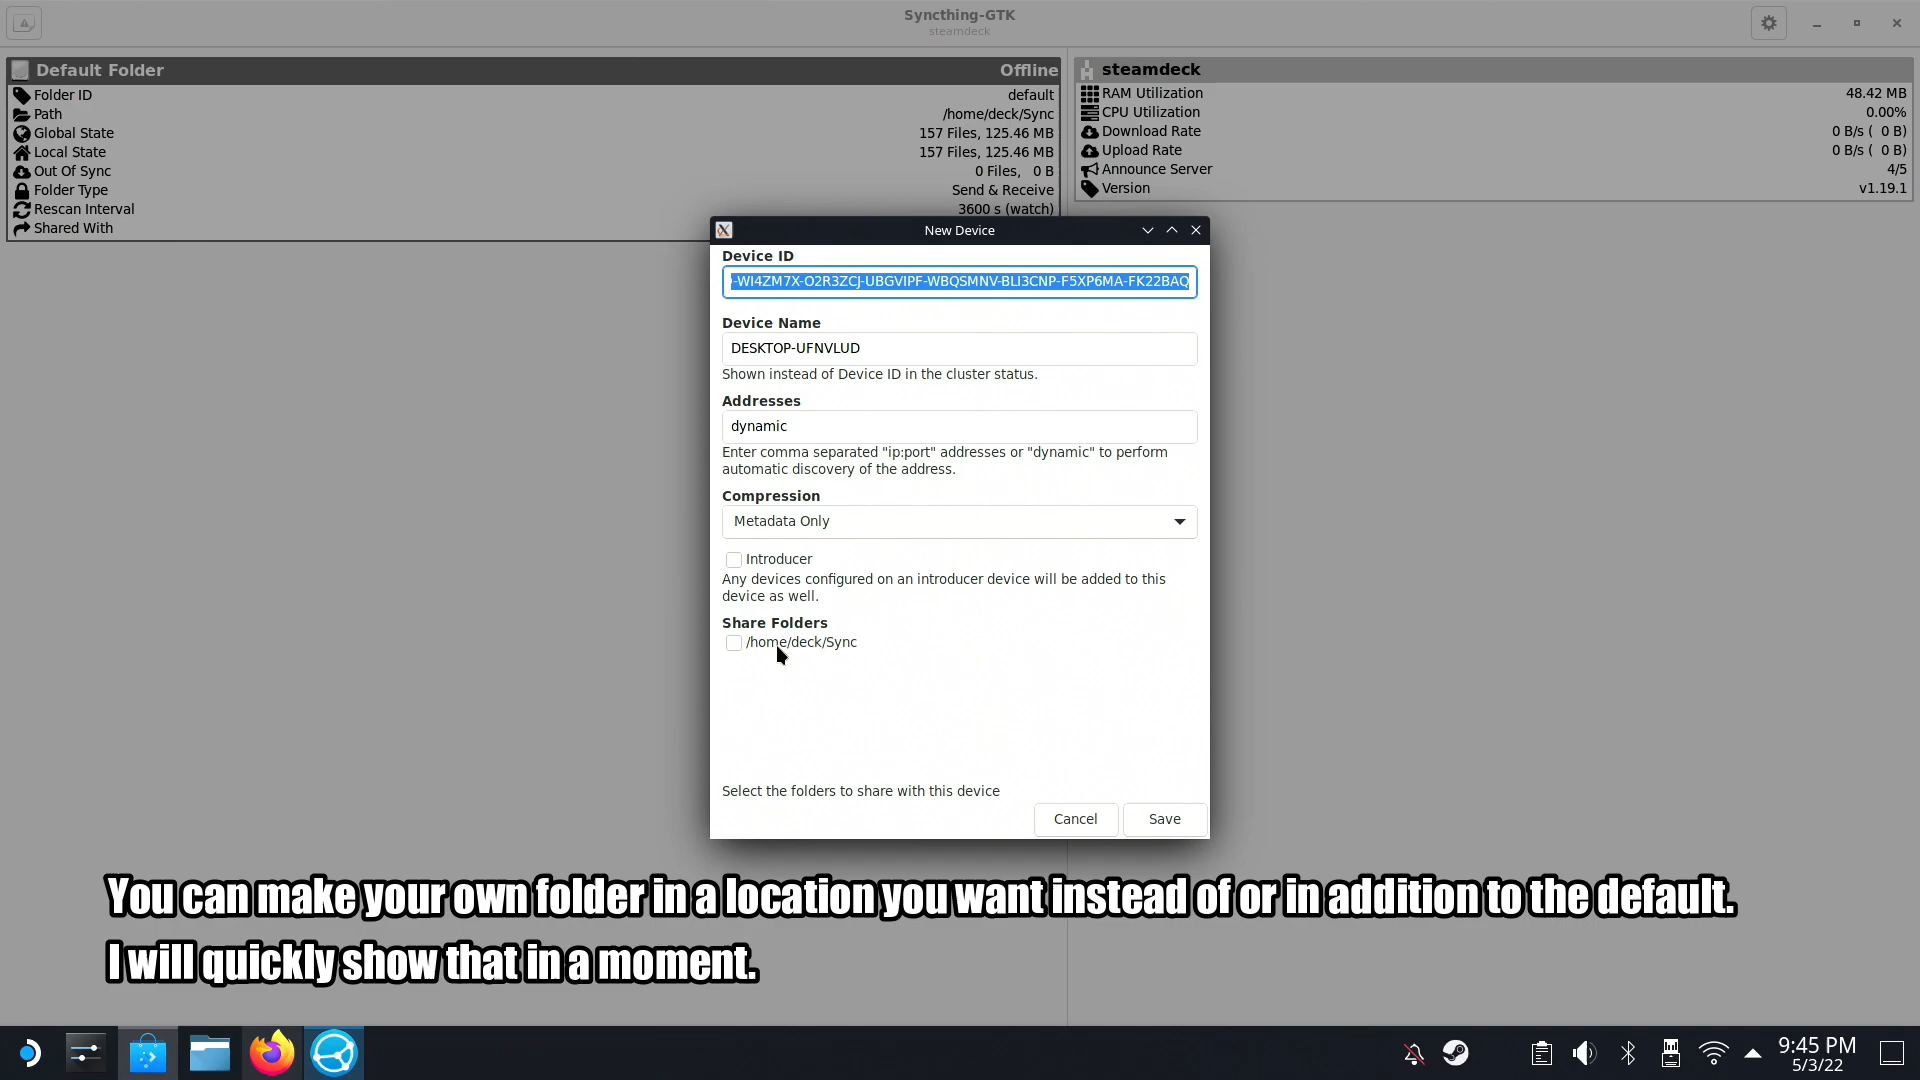 Syncthing-GTK
steamdeck
Default Folder Offline
Folder ID default
Path /home/deck/Sync
Global State 157 Files, 125.46 MB
Local State 157 Files, 125.46 MB
Out Of Sync 0 Files, 0 B
Folder Type Send & Receive
Rescan Interval 3600 s (watch)
Shared With
steamdeck
RAM Utilization 48.42 MB
CPU Utilization 0.00%
Download Rate 0 B/s ( 0 B)
Upload Rate 0 B/s ( 0 B)
Announce Server 4/5
Version v1.19.1
New Device
Device ID
-WI4ZM7X-O2R3ZCJ-UBGVIPF-WBQSMNV-BLI3CNP-F5XP6MA-FK22BAQ
Device Name
DESKTOP-UFNVLUD
Shown instead of Device ID in the cluster status.
Addresses
dynamic
Enter comma separated "ip:port" addresses or "dynamic" to perform
automatic discovery of the address.
Compression
Metadata Only
Introducer
Any devices configured on an introducer device will be added to this
device as well.
Share Folders
/home/deck/Sync
Select the folders to share with this device
Cancel Save
You can make your own folder in a location you want instead of or in addition to the default.
I will quickly show that in a moment.
9:45 PM
5/3/22